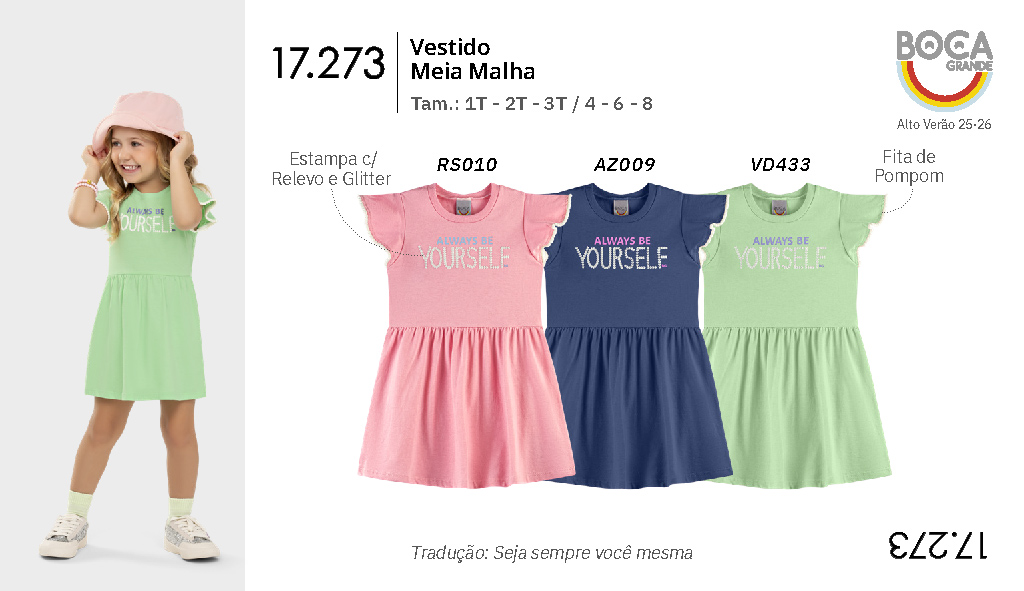 17.273
Vestido
Meia Malha
Tam.: 1T - 2T - 3T / 4 - 6 - 8
BOCA
GRANDE
Alto Verão 25-26
Estampa c/
Relevo e Glitter
RS010
AZ009
VD433
Fita de
Pompom
ALWAYS BE
YOURSELF
ALWAYS BE
YOURSELF
ALWAYS BE
YOURSELF
ALWAYS BE
YOURSELF
Tradução: Seja sempre você mesma
17.273